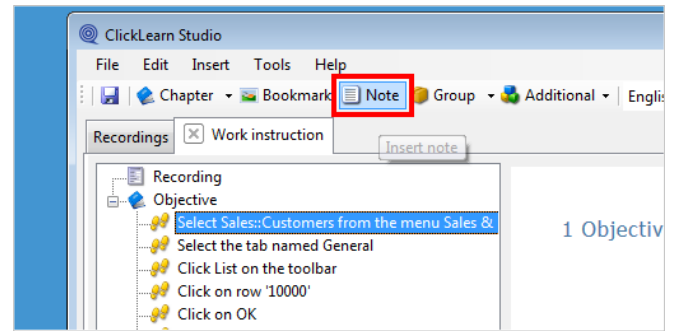 ClickLearn Studio
File Edit Insert Tools Help
Chapter Bookmark Note Group Additional
Recordings Work instruction
Insert note
Recording
Objective
Select Sales::Customers from the menu Sales &
1
Select the tab named General
Click List on the toolbar
Click on row '10000'
Click on OK